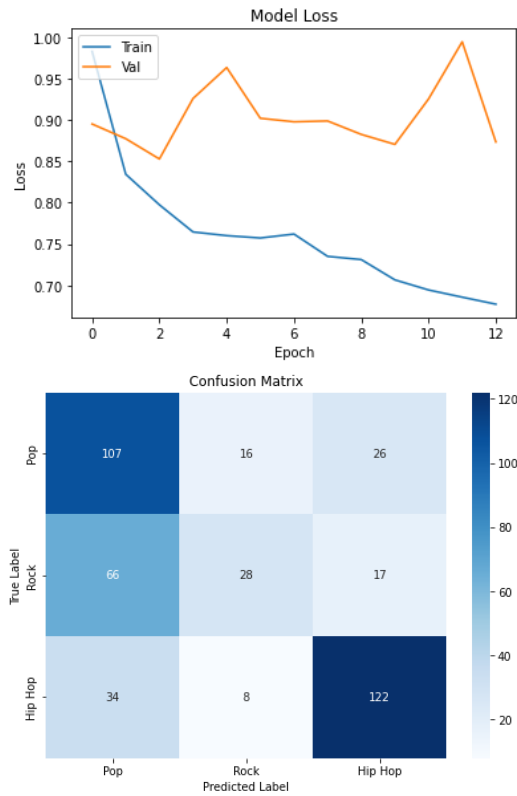 Model Loss
1.00
0.95
0.90
0.85
0.80
0.75
0.70
Loss
Train
Val
0 2 4 6 8 10 12
Epoch
Confusion Matrix
True Label
Pop
107 16 26
Rock
66 28 17
Hip Hop
34 8 122
Pop Rock Hip Hop
Predicted Label
120
100
80
60
40
20